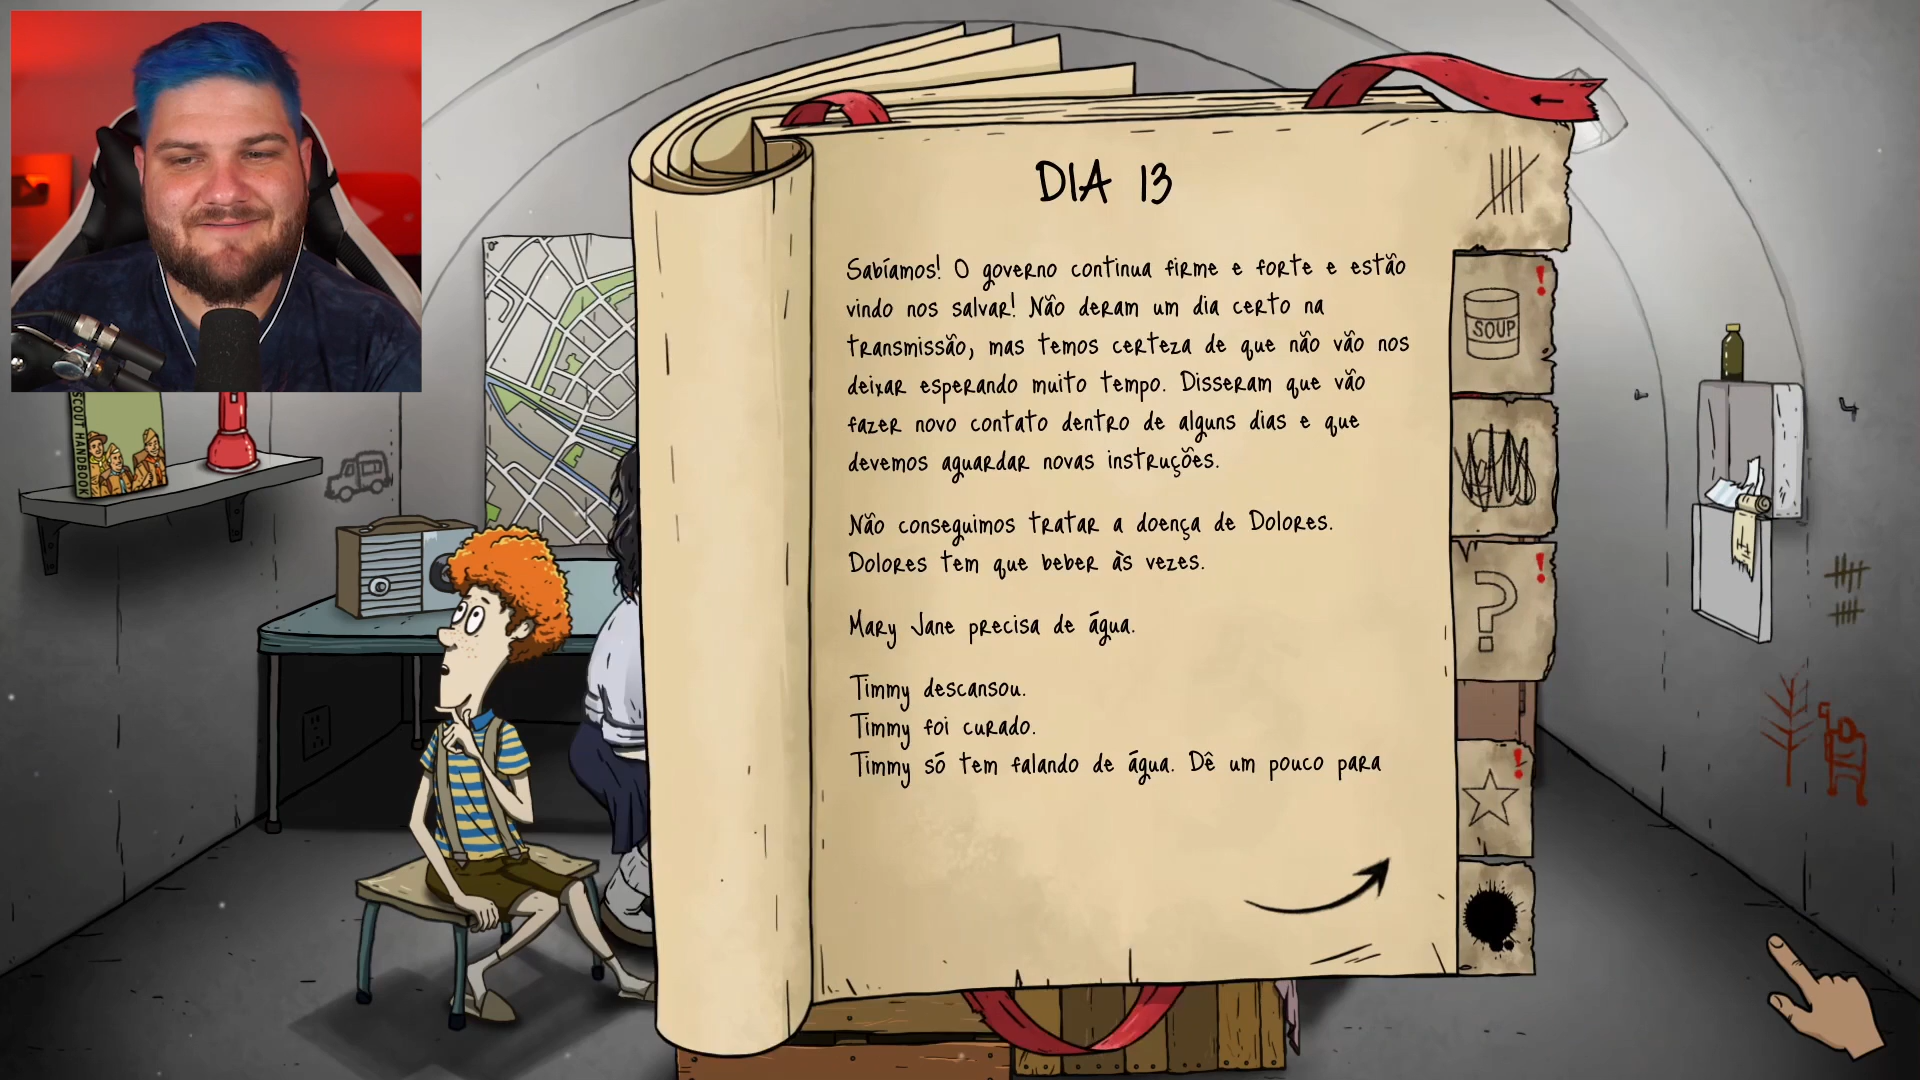 DIA 13
Sabíamos! O governo continua firme e forte e estão
vindo nos salvar! Não deram um dia certo na
transmissão, mas temos certeza de que não vão nos
deixar esperando muito tempo. Disseram que vão
fazer novo contato dentro de alguns dias e que
devemos aguardar novas instruções.
Não conseguimos tratar a doença de Dolores.
Dolores tem que beber às vezes.
Mary Jane precisa de água.
Timmy descansou.
Timmy foi curado.
Timmy só tem falando de água. Dê um pouco para
SOUP
!
?
!
!
SCOUT HANDBOOK